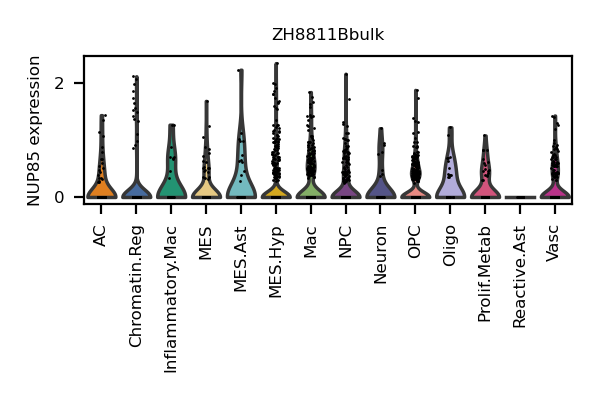 ZH8811Bbulk
NUP85 expression
2
0
AC
Chromatin.Reg
Inflammatory.Mac
MES
MES.Ast
MES.Hyp
Mac
NPC
Neuron
OPC
Oligo
Prolif.Metab
Reactive.Ast
Vasc